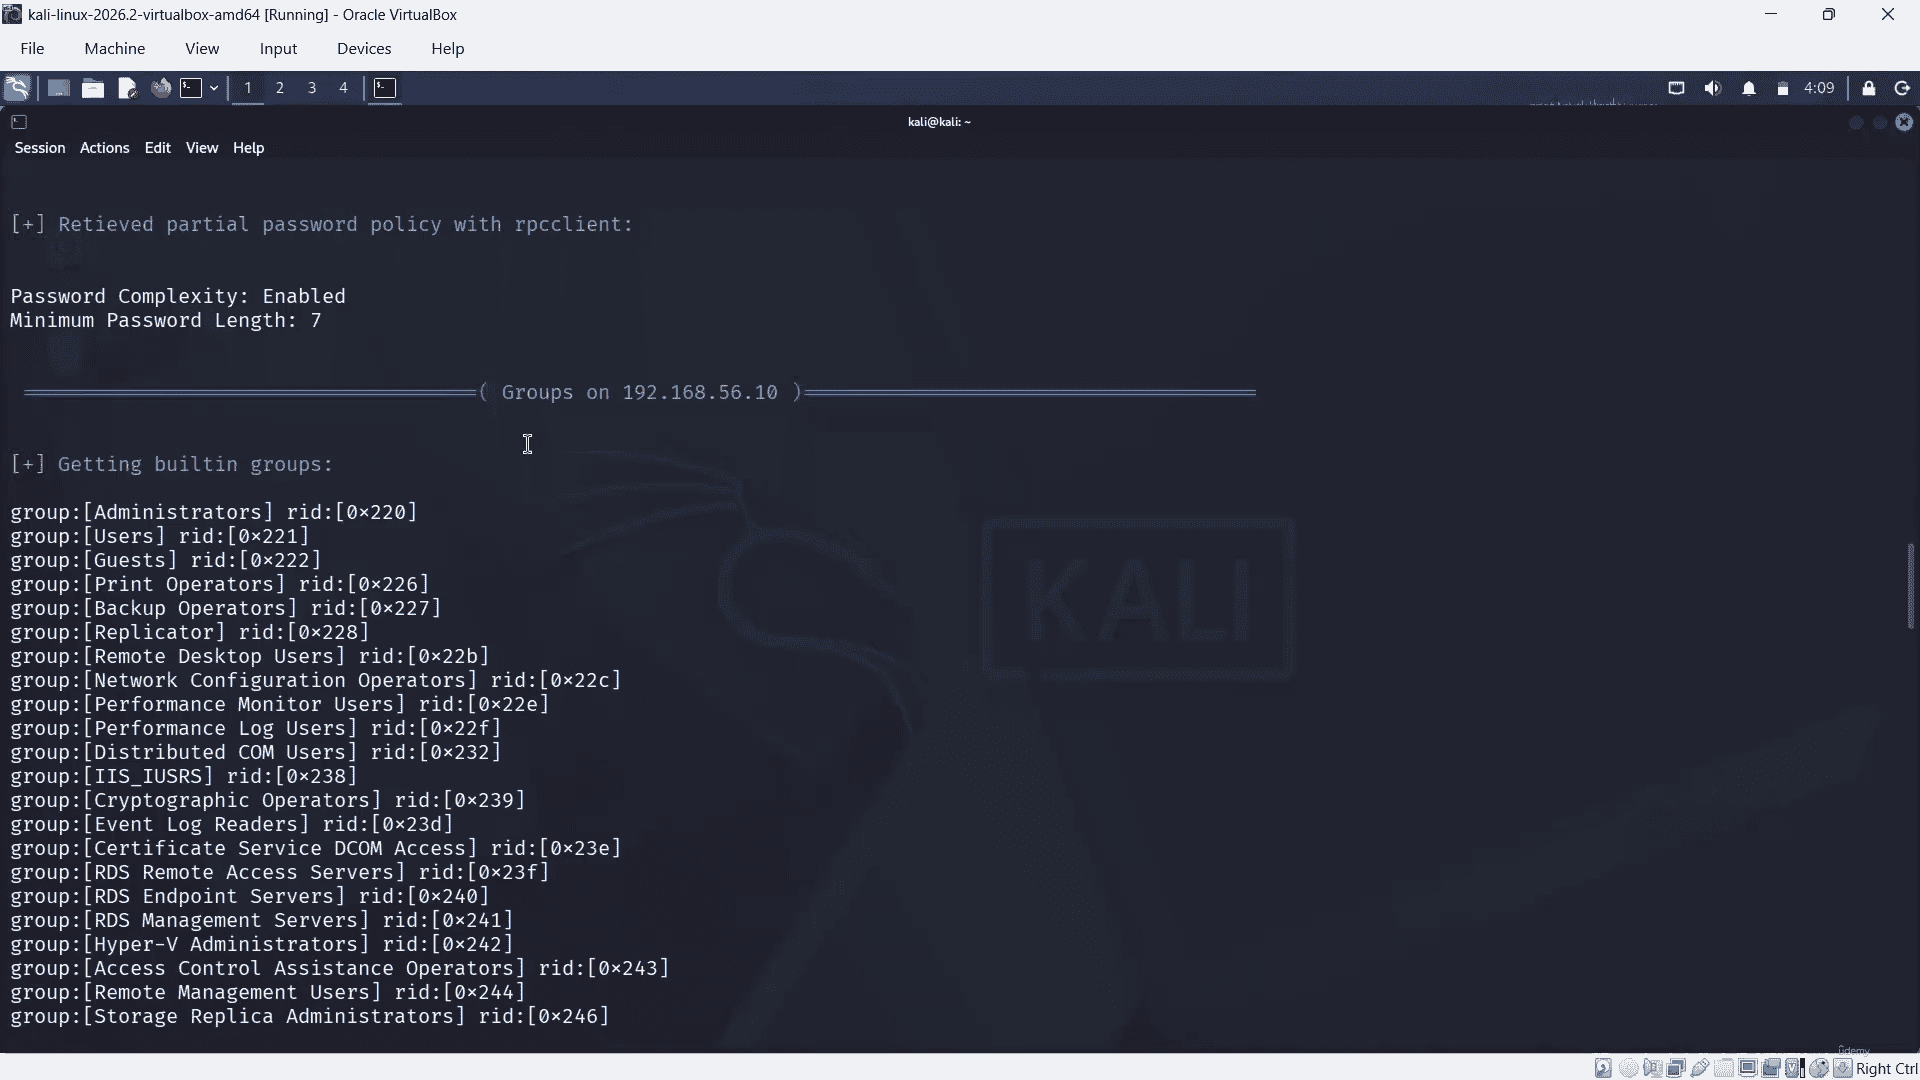 kali-linux-2026.2-virtualbox-amd64 [Running] - Oracle VirtualBox
File Machine View Input Devices Help
1 2 3 4 4:09
kali@kali: ~
Session Actions Edit View Help
[+] Retieved partial password policy with rpcclient:
Password Complexity: Enabled
Minimum Password Length: 7
( Groups on 192.168.56.10 )
[+] Getting builtin groups:
group:[Administrators] rid:[0×220]
group:[Users] rid:[0×221]
group:[Guests] rid:[0×222]
group:[Print Operators] rid:[0×226]
group:[Backup Operators] rid:[0×227]
group:[Replicator] rid:[0×228]
group:[Remote Desktop Users] rid:[0×22b]
group:[Network Configuration Operators] rid:[0×22c]
group:[Performance Monitor Users] rid:[0×22e]
group:[Performance Log Users] rid:[0×22f]
group:[Distributed COM Users] rid:[0×232]
group:[IIS_IUSRS] rid:[0×238]
group:[Cryptographic Operators] rid:[0×239]
group:[Event Log Readers] rid:[0×23d]
group:[Certificate Service DCOM Access] rid:[0×23e]
group:[RDS Remote Access Servers] rid:[0×23f]
group:[RDS Endpoint Servers] rid:[0×240]
group:[RDS Management Servers] rid:[0×241]
group:[Hyper-V Administrators] rid:[0×242]
group:[Access Control Assistance Operators] rid:[0×243]
group:[Remote Management Users] rid:[0×244]
group:[Storage Replica Administrators] rid:[0×246]
KALI
ûdemy
Right Ctrl